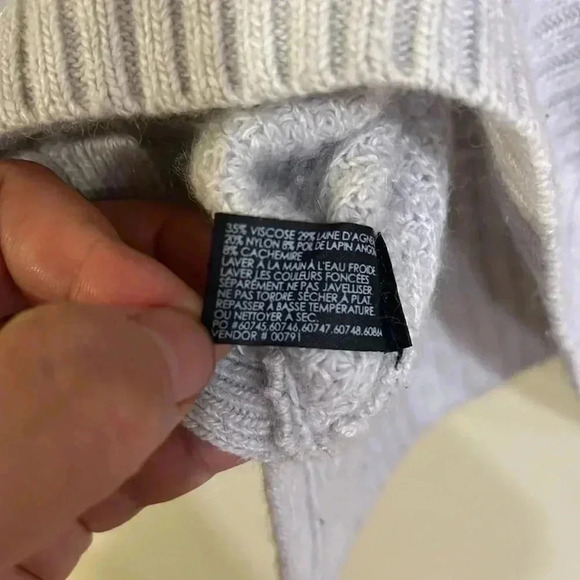 35% VISCOSE 29% LAINE D'AGNE
20% NYLON 8% POIL DE LAPIN ANGO
8% CACHEMIRE
LAVER À LA MAIN À L'EAU FROIDE
LAVER LES COULEURS FONCÉES
SÉPARÉMENT. NE PAS JAVELLISER
NE PAS TORDRE. SÉCHER À PLAT.
REPASSER À BASSE TEMPÉRATURE.
OU NETTOYER À SEC.
PO #60745,60746,60747,60748,6086
VENDOR # 00791